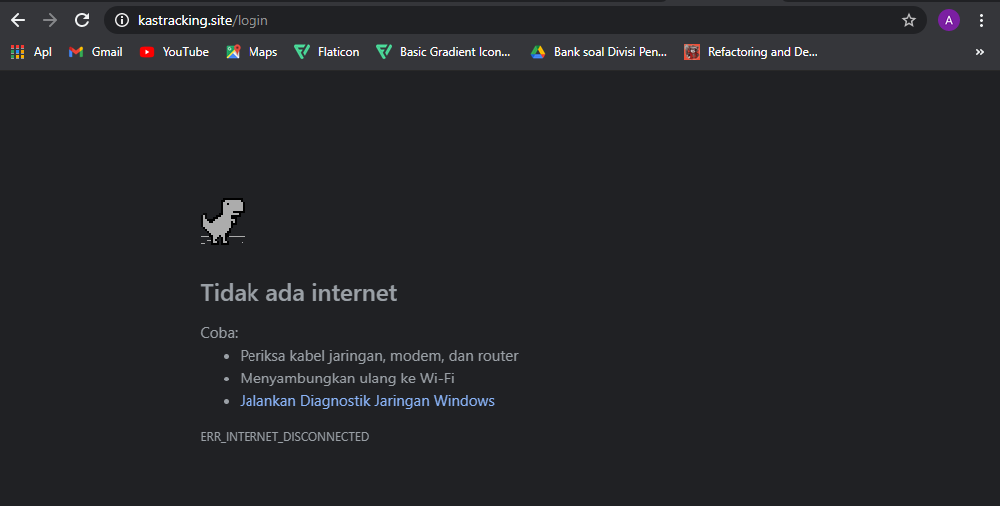 kastracking.site/login
A
Apl Gmail YouTube Maps Flaticon Basic Gradient Icon... Bank soal Divisi Pen... Refactoring and De... »
Tidak ada internet
Coba:
• Periksa kabel jaringan, modem, dan router
• Menyambungkan ulang ke Wi-Fi
• Jalankan Diagnostik Jaringan Windows
ERR_INTERNET_DISCONNECTED